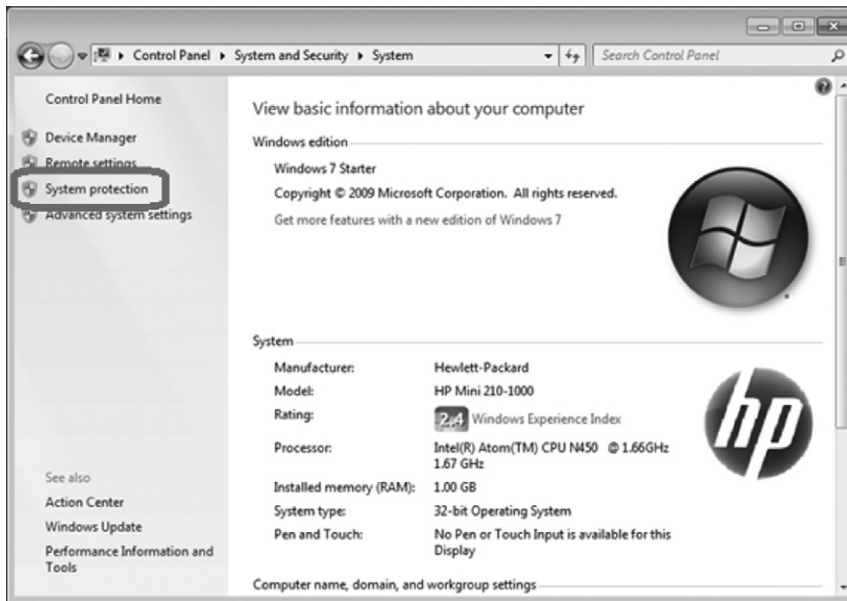 Control Panel ▸ System and Security ▸ System
Search Control Panel
Control Panel Home
Device Manager
Remote settings
System protection
Advanced system settings
See also
Action Center
Windows Update
Performance Information and
Tools
View basic information about your computer
Windows edition
Windows 7 Starter
Copyright © 2009 Microsoft Corporation. All rights reserved.
Get more features with a new edition of Windows 7
System
Manufacturer: Hewlett-Packard
Model: HP Mini 210-1000
Rating: 2,4 Windows Experience Index
Processor: Intel(R) Atom(TM) CPU N450 @ 1.66GHz
1.67 GHz
Installed memory (RAM): 1.00 GB
System type: 32-bit Operating System
Pen and Touch: No Pen or Touch Input is available for this
Display
hp
Computer name, domain, and workgroup settings